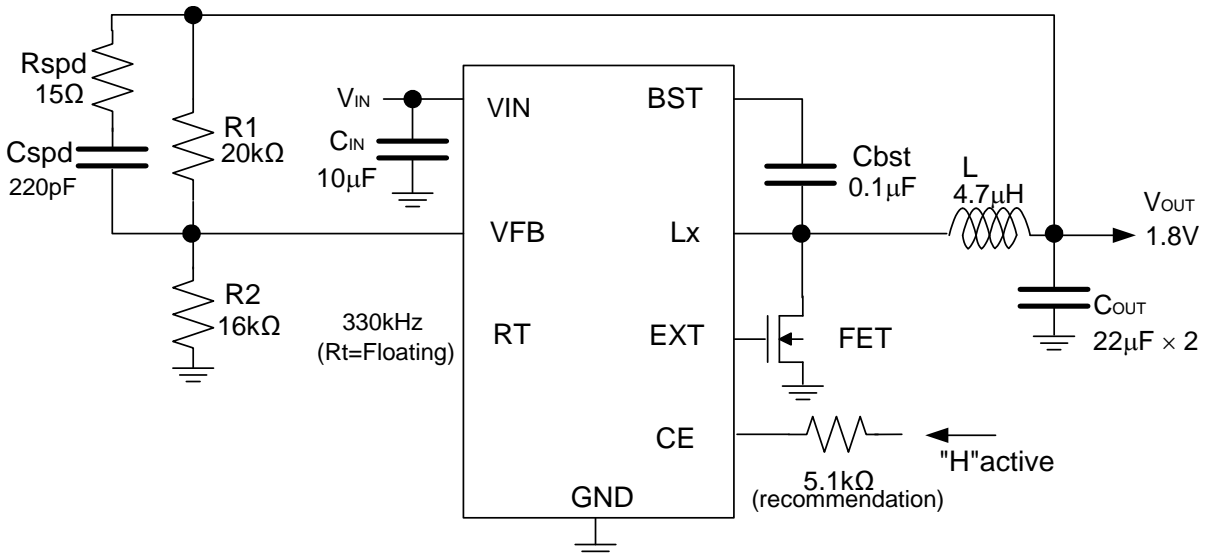 Rspd
15Ω
Cspd
220pF
R1
20kΩ
R2
16kΩ
VIN
CIN
10μF
330kHz
(Rt=Floating)
VIN
VFB
RT
BST
Lx
EXT
CE
GND
Cbst
0.1μF
L
4.7μH
VOUT
1.8V
COUT
22μF × 2
FET
5.1kΩ
(recommendation)
"H"active